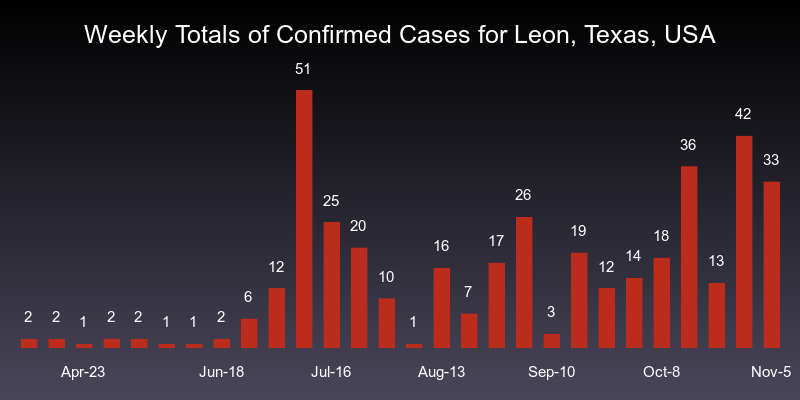 Weekly Totals of Confirmed Cases for Leon, Texas, USA
2 2 1 2 2 1 1 2 6 12 51 25 20 10 1 16 7 17 26 3 19 12 14 18 36 13 42 33
Apr-23 Jun-18 Jul-16 Aug-13 Sep-10 Oct-8 Nov-5